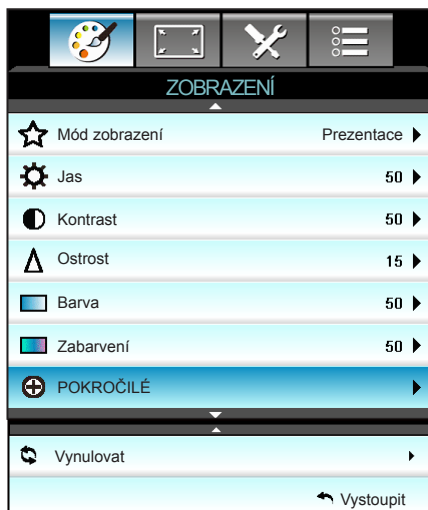 ZOBRAZENÍ
Mód zobrazení Prezentace
Jas 50
Kontrast 50
Ostrost 15
Barva 50
Zabarvení 50
POKROČILÉ
Vynulovat
Vystoupit